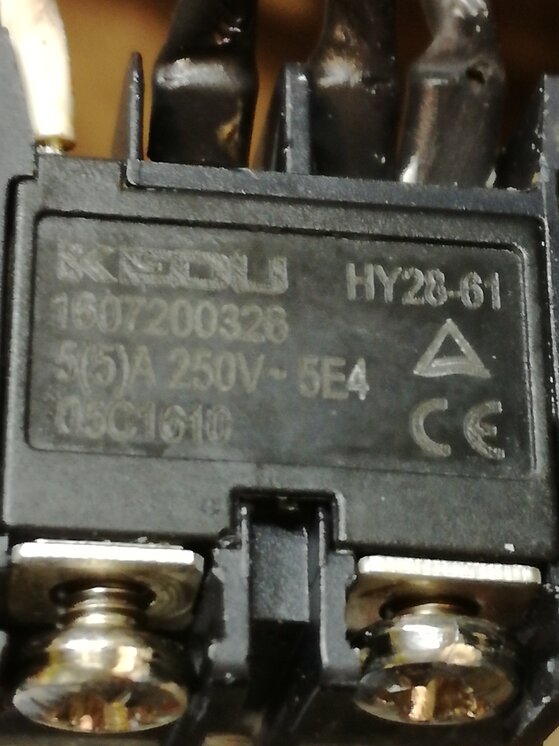 KEDU
HY28-61
1607200328
5(5)A 250V~ 5E4
05C1610
CE